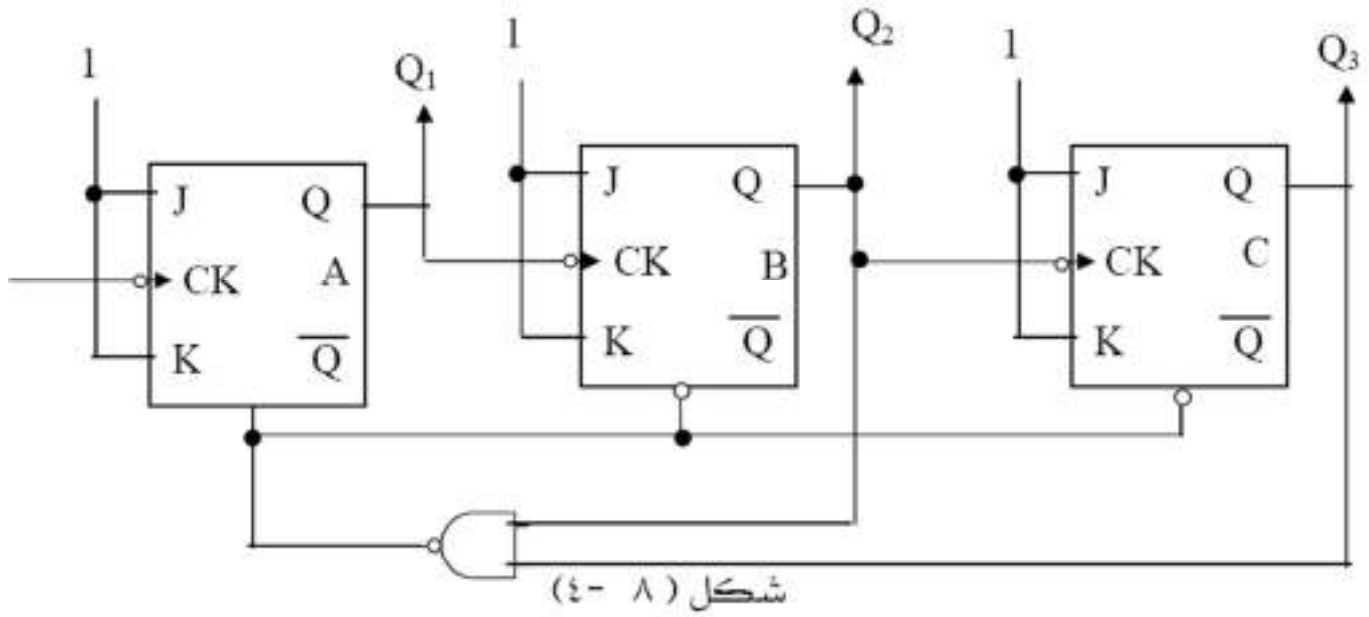 1 Q₁ 1 Q₂ 1 Q₃
J Q J Q J Q
CK A CK B CK C
K Q̅ K Q̅ K Q̅
شكل (٨ -٤)